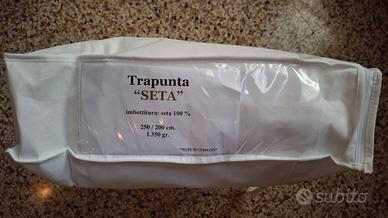 Trapunta
"SETA"
imbottitura: seta 100 %
250 / 200 cm.
1.350 gr.
"MADE IN GERMANY"
subito